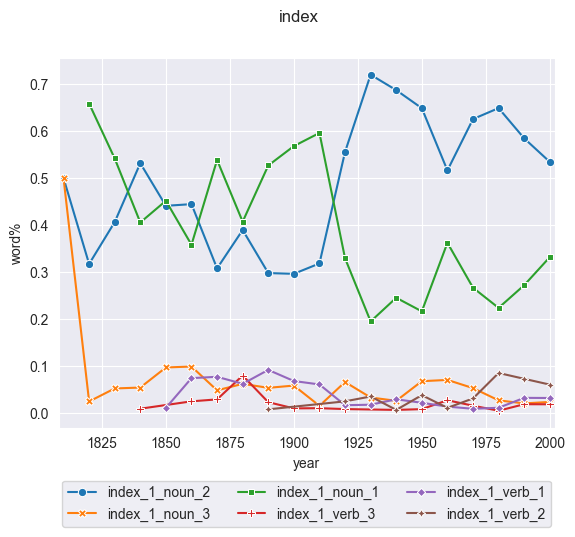 index
0.7
0.6
0.5
0.4
0.3
0.2
0.1
0.0
word%
1825 1850 1875 1900 1925 1950 1975 2000
year
index_1_noun_2 index_1_noun_1 index_1_verb_1
index_1_noun_3 index_1_verb_3 index_1_verb_2